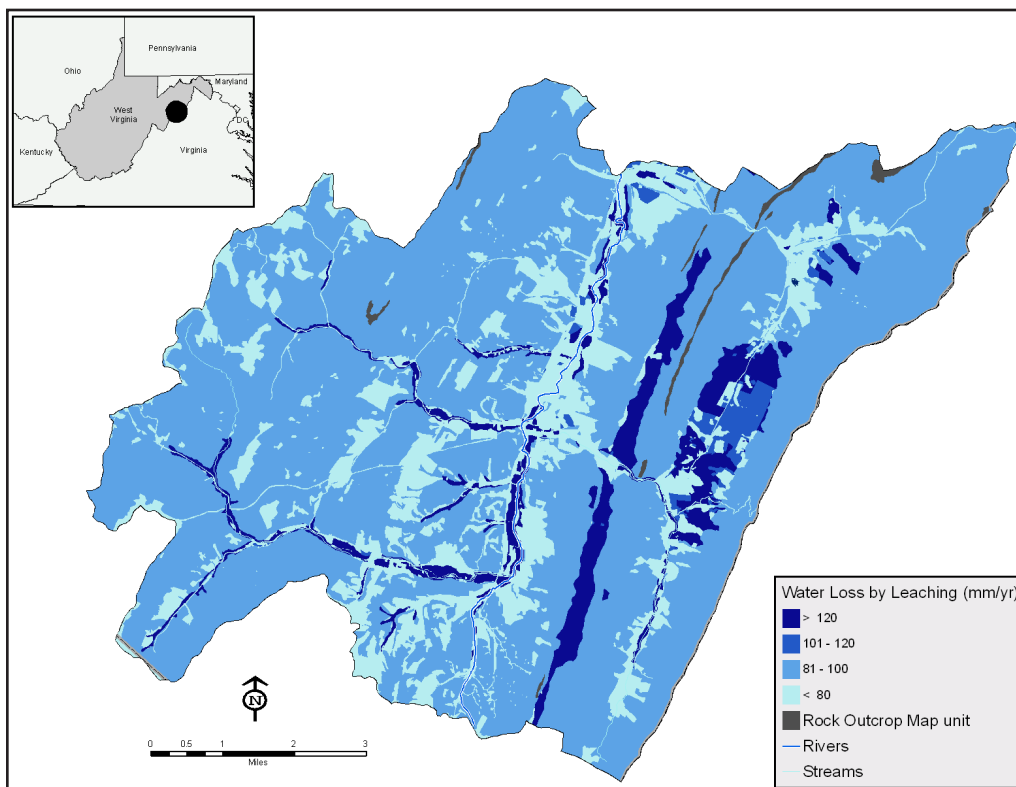 Pennsylvania
Ohio
Maryland
West
Virginia
DC
Kentucky
Virginia
N
0 0.5 1 2 3
Miles
Water Loss by Leaching (mm/yr)
> 120
101 - 120
81 - 100
< 80
Rock Outcrop Map unit
Rivers
Streams